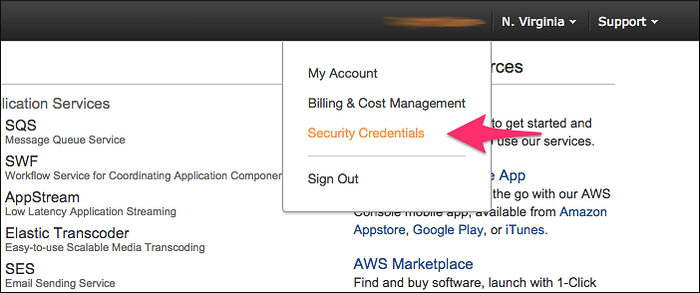 N. Virginia
Support
My Account
Billing & Cost Management
Security Credentials
Sign Out
lication Services
SQS
Message Queue Service
SWF
Workflow Service for Coordinating Application Component
AppStream
Low Latency Application Streaming
Elastic Transcoder
Easy-to-use Scalable Media Transcoding
SES
Email Sending Service
rces
to get started and
use our services.
e App
the go with our AWS
Console mobile app, available from Amazon
Appstore, Google Play, or iTunes.
AWS Marketplace
Find and buy software, launch with 1-Click